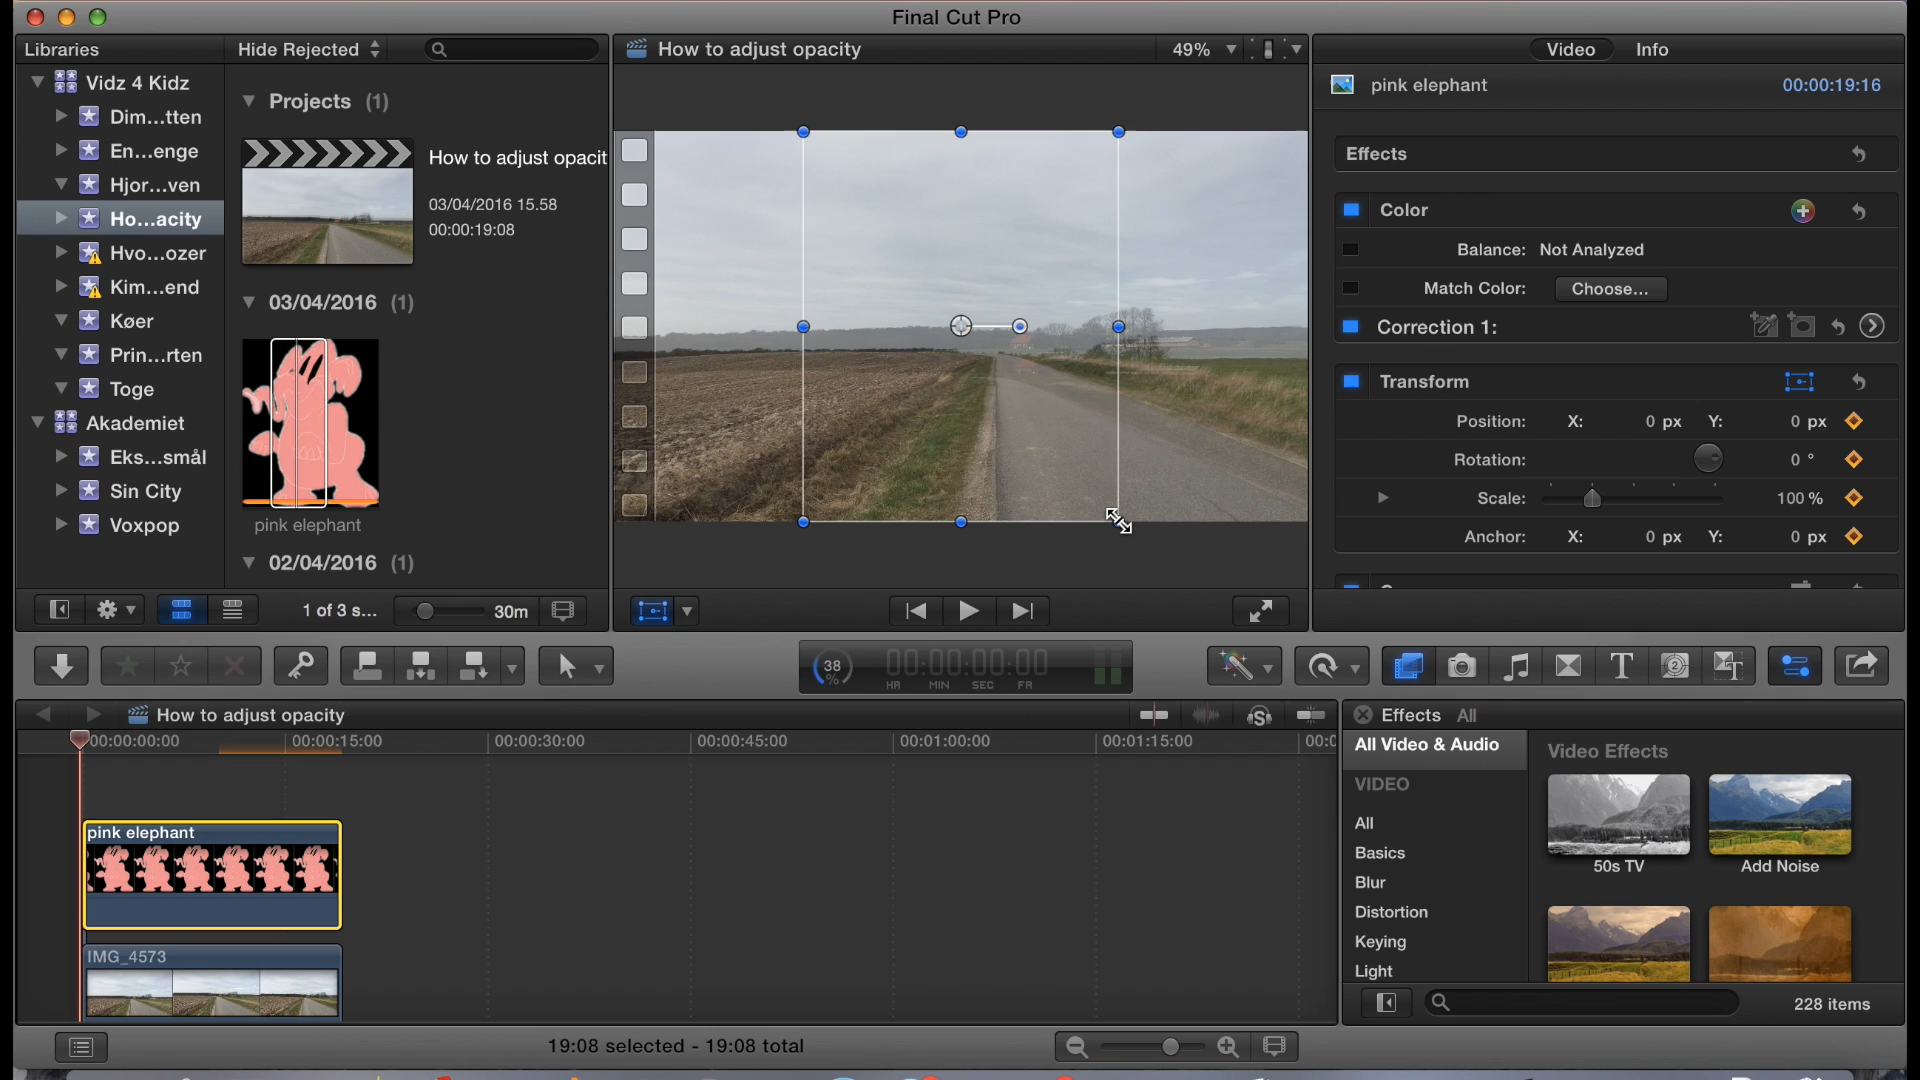 Final Cut Pro
Libraries
Hide Rejected
Vidz 4 Kidz
Dim...tten
En...enge
Hjor...ven
Ho...acity
Hvo...ozer
Kim...end
Køer
Prin...rten
Toge
Akademiet
Eks...smål
Sin City
Voxpop
Projects (1)
How to adjust opacit
03/04/2016 15.58
00:00:19:08
03/04/2016 (1)
pink elephant
02/04/2016 (1)
1 of 3 s...
30m
How to adjust opacity
49%
Video
Info
pink elephant
00:00:19:16
Effects
Color
Balance: Not Analyzed
Match Color: Choose...
Correction 1:
Transform
Position: X: 0 px Y: 0 px
Rotation: 0 °
Scale: 100 %
Anchor: X: 0 px Y: 0 px
38
%
00:00:00:00
HR MIN SEC FR
How to adjust opacity
00:00:00:00
00:00:15:00
00:00:30:00
00:00:45:00
00:01:00:00
00:01:15:00
00:0
pink elephant
IMG_4573
19:08 selected - 19:08 total
Effects All
All Video & Audio
VIDEO
All
Basics
Blur
Distortion
Keying
Light
Video Effects
50s TV
Add Noise
228 items